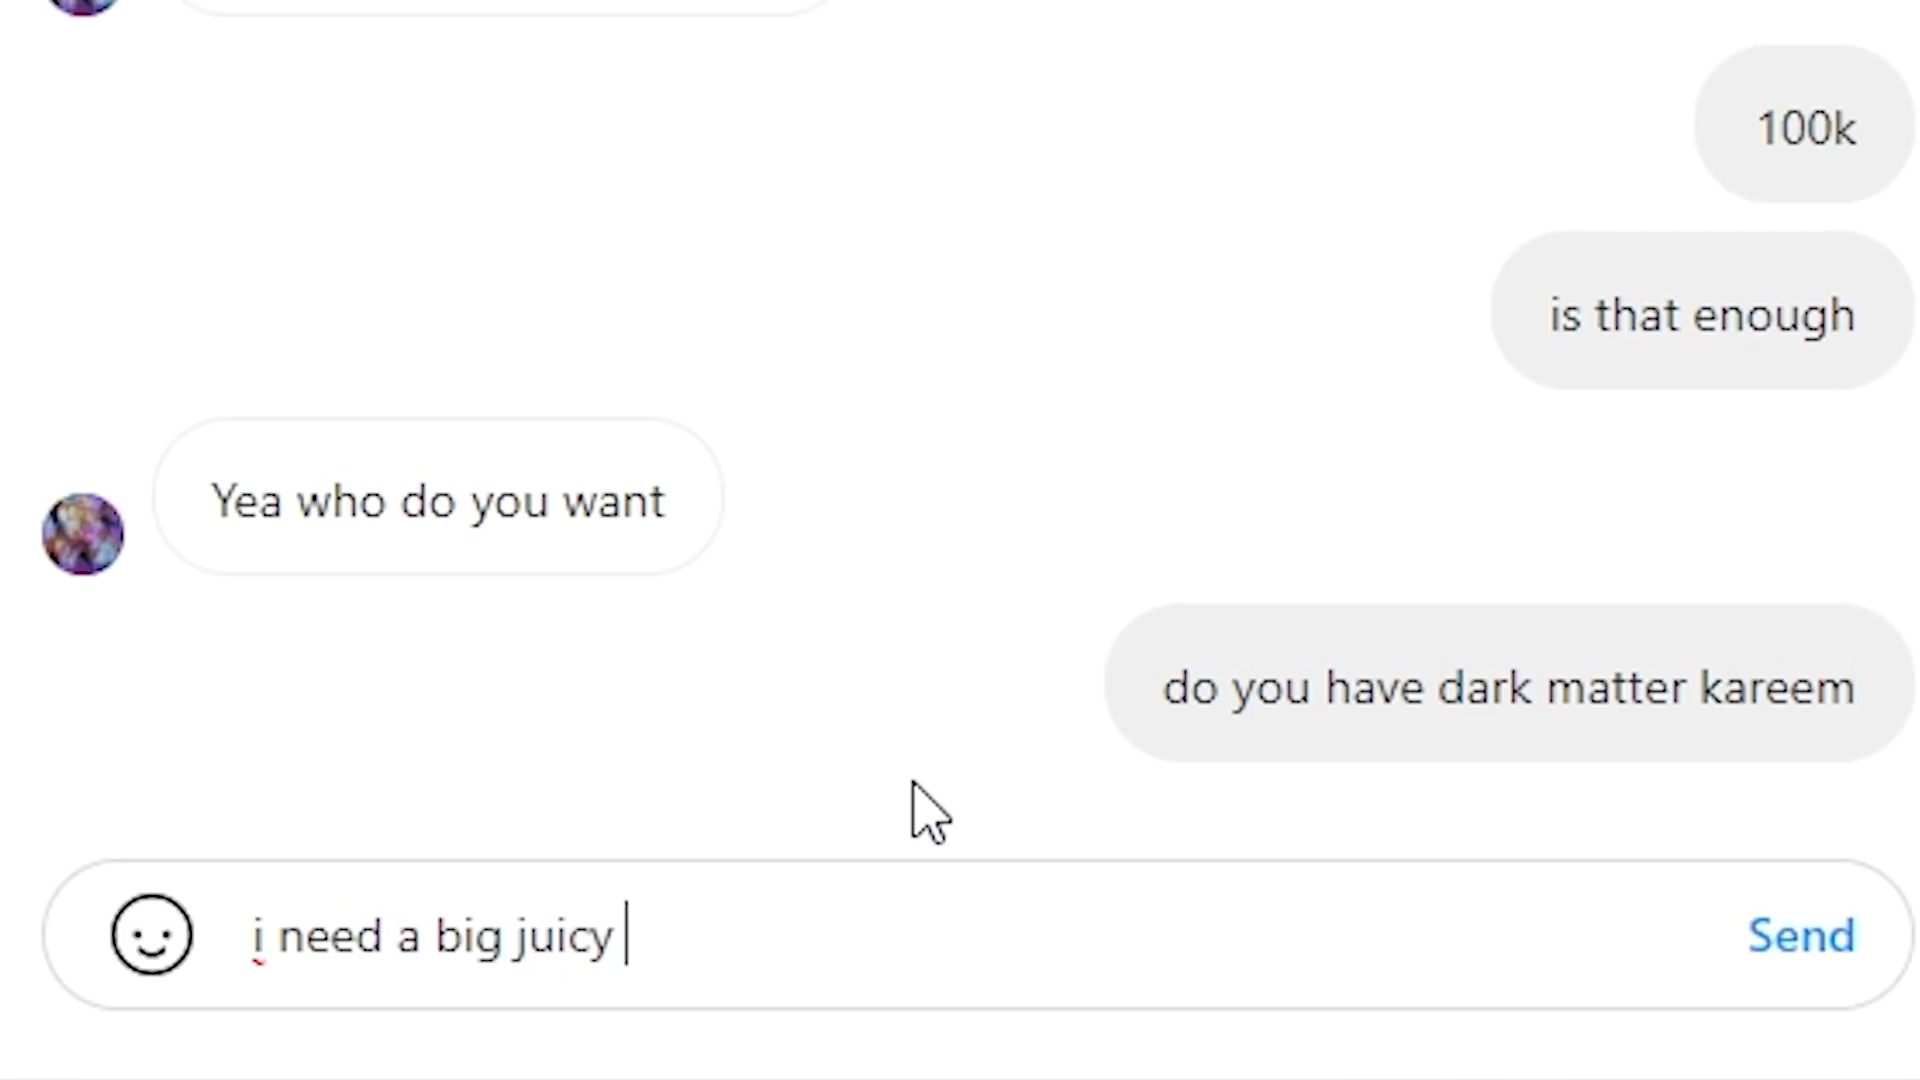 100k
is that enough
Yea who do you want
do you have dark matter kareem
i need a big juicy
Send